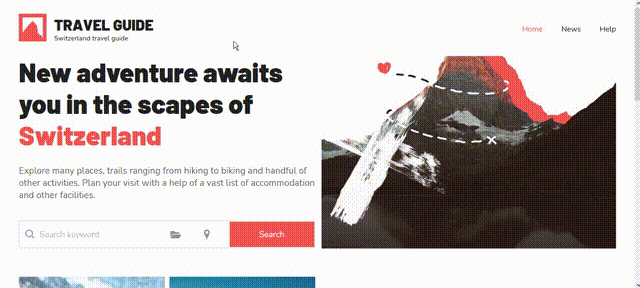 TRAVEL GUIDE
Switzerland travel guide
Home
News
Help
New adventure awaits
you in the scapes of
Switzerland
Explore many places, trails ranging from hiking to biking and handful of
other activities. Plan your visit with a help of a vast list of accommodation
and other facilities.
Search keyword
Search